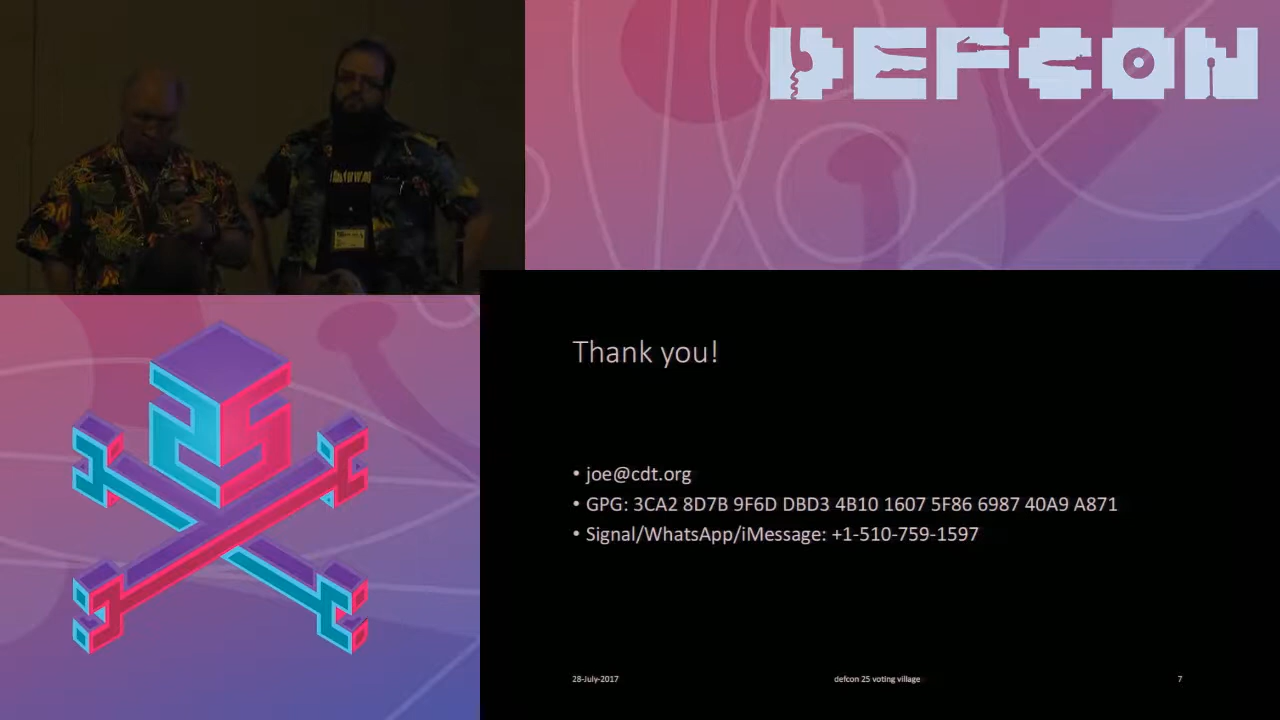 DEFCON
25
Thank you!
• joe@cdt.org
• GPG: 3CA2 8D7B 9F6D DBD3 4B10 1607 5F86 6987 40A9 A871
• Signal/WhatsApp/iMessage: +1-510-759-1597
28-July-2017
defcon 25 voting village
7